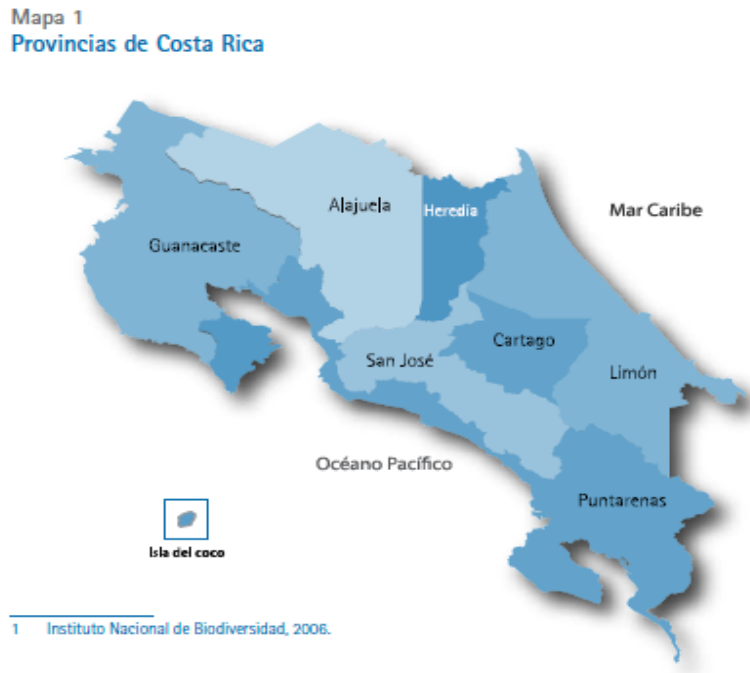 Mapa 1
Provincias de Costa Rica
Alajuela
Heredia
Mar Caribe
Guanacaste
Cartago
San José
Limón
Océano Pacífico
Puntarenas
Isla del coco
1 Instituto Nacional de Biodiversidad, 2006.